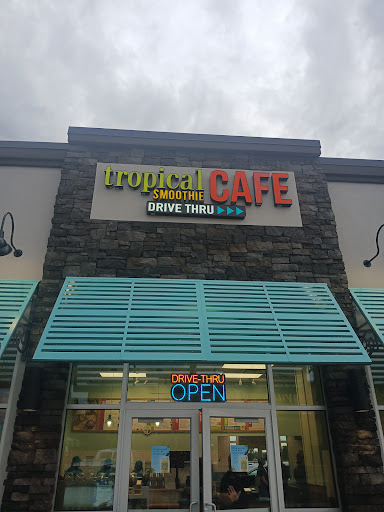 tropical
SMOOTHIE
CAFE
DRIVE THRU
DRIVE-THRU
OPEN